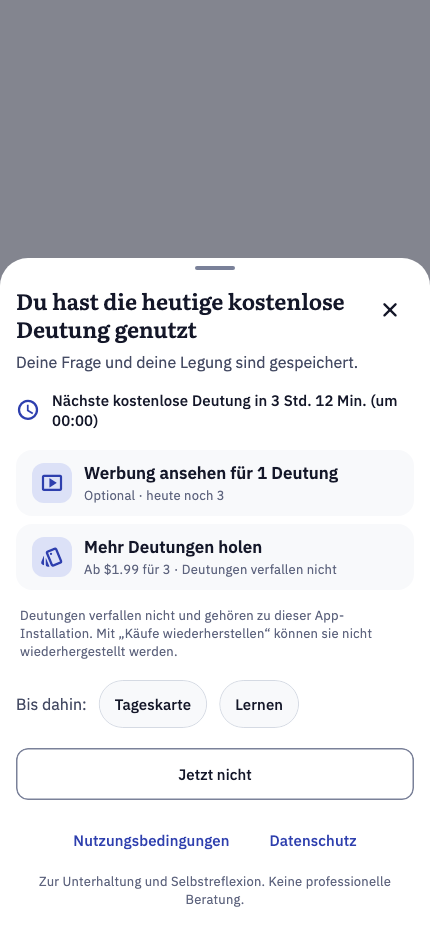 Du hast die heutige kostenlose
Deutung genutzt
Deine Frage und deine Legung sind gespeichert.
Nächste kostenlose Deutung in 3 Std. 12 Min. (um
00:00)
Werbung ansehen für 1 Deutung
Optional · heute noch 3
Mehr Deutungen holen
Ab $1.99 für 3 · Deutungen verfallen nicht
Deutungen verfallen nicht und gehören zu dieser App-
Installation. Mit „Käufe wiederherstellen“ können sie nicht
wiederhergestellt werden.
Bis dahin:
Tageskarte
Lernen
Jetzt nicht
Nutzungsbedingungen
Datenschutz
Zur Unterhaltung und Selbstreflexion. Keine professionelle
Beratung.